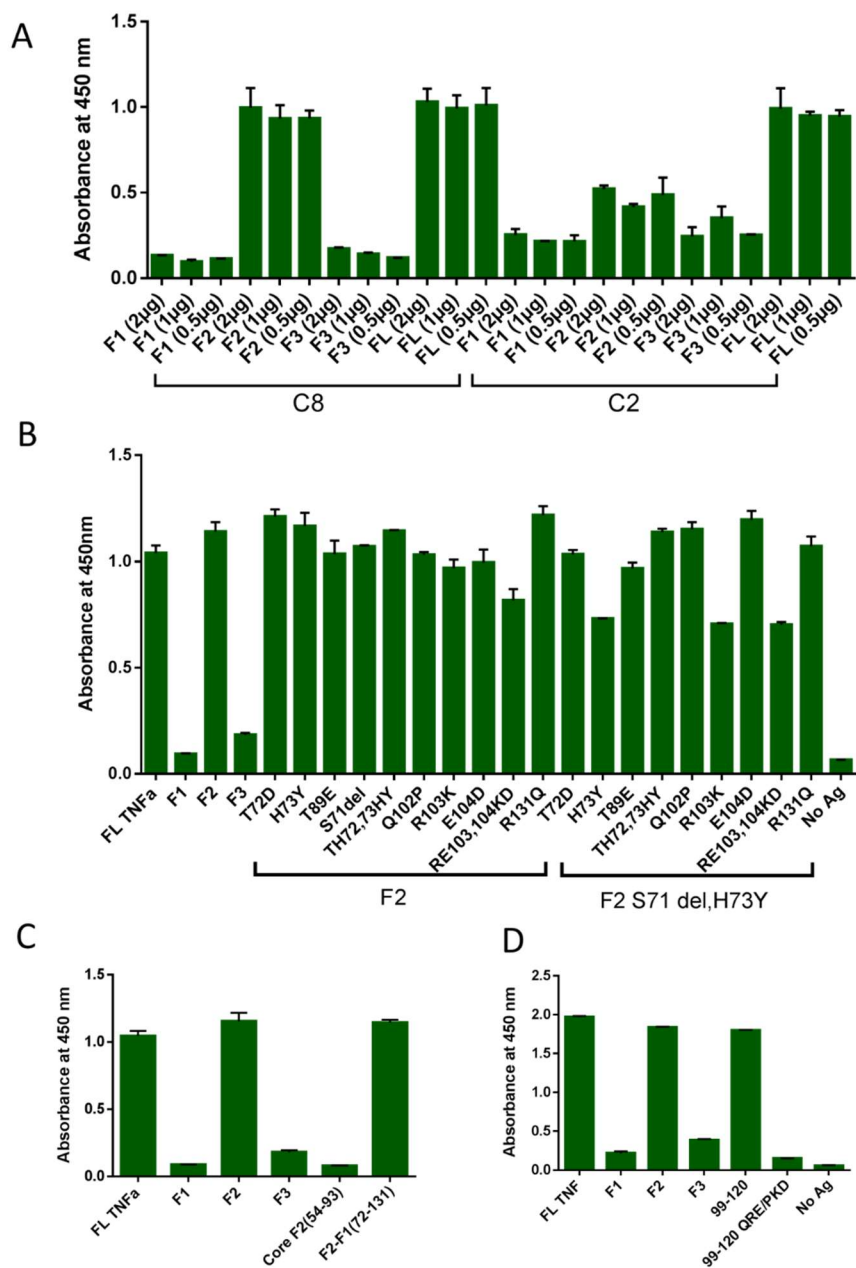 A
Absorbance at 450 nm
1.5
1.0
0.5
0.0
F1 (2µg)
F1 (1µg)
F1 (0.5µg)
F2 (2µg)
F2 (1µg)
F2 (0.5µg)
F3 (2µg)
F3 (1µg)
F3 (0.5µg)
FL (2µg)
FL (1µg)
FL (0.5µg)
F1 (2µg)
F1 (1µg)
F1 (0.5µg)
F2 (2µg)
F2 (1µg)
F2 (0.5µg)
F3 (2µg)
F3 (1µg)
F3 (0.5µg)
FL (2µg)
FL (1µg)
FL (0.5µg)
C8
C2
B
Absorbance at 450nm
1.5
1.0
0.5
0.0
FL TNFa
F1
F2
F3
T72D
H73Y
T89E
S71del
TH72,73HY
Q102P
R103K
E104D
RE103,104KD
R131Q
T72D
H73Y
T89E
TH72,73HY
Q102P
R103K
E104D
RE103,104KD
R131Q
No Ag
F2
F2 S71 del,H73Y
C
Absorbance at 450 nm
1.5
1.0
0.5
0.0
FL TNFa
F1
F2
F3
Core F2(54-93)
F2-F1(72-131)
D
Absorbance at 450 nm
2.5
2.0
1.5
1.0
0.5
0.0
FL TNF
F1
F2
F3
99-120
99-120 QRE/PKD
No Ag